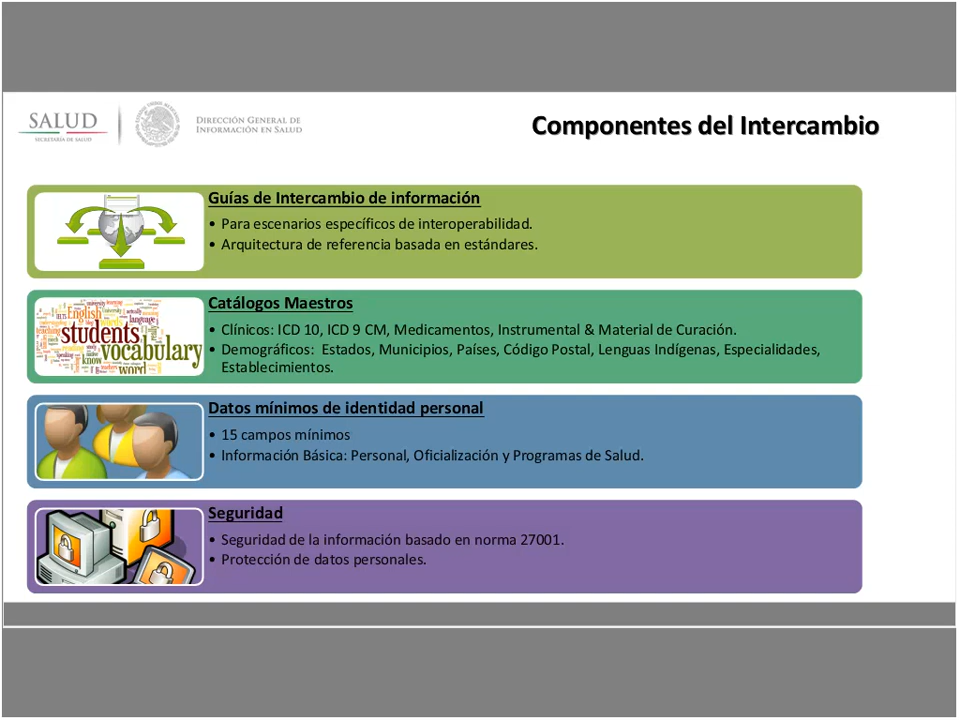 SALUD
SECRETARÍA DE SALUD
DIRECCIÓN GENERAL DE
INFORMACIÓN EN SALUD
Componentes del Intercambio
Guías de Intercambio de información
• Para escenarios específicos de interoperabilidad.
• Arquitectura de referencia basada en estándares.
English
language
students
vocabulary
know
word
Catálogos Maestros
• Clínicos: ICD 10, ICD 9 CM, Medicamentos, Instrumental & Material de Curación.
• Demográficos: Estados, Municipios, Países, Código Postal, Lenguas Indígenas, Especialidades,
Establecimientos.
Datos mínimos de identidad personal
• 15 campos mínimos
• Información Básica: Personal, Oficialización y Programas de Salud.
Seguridad
• Seguridad de la información basado en norma 27001.
• Protección de datos personales.